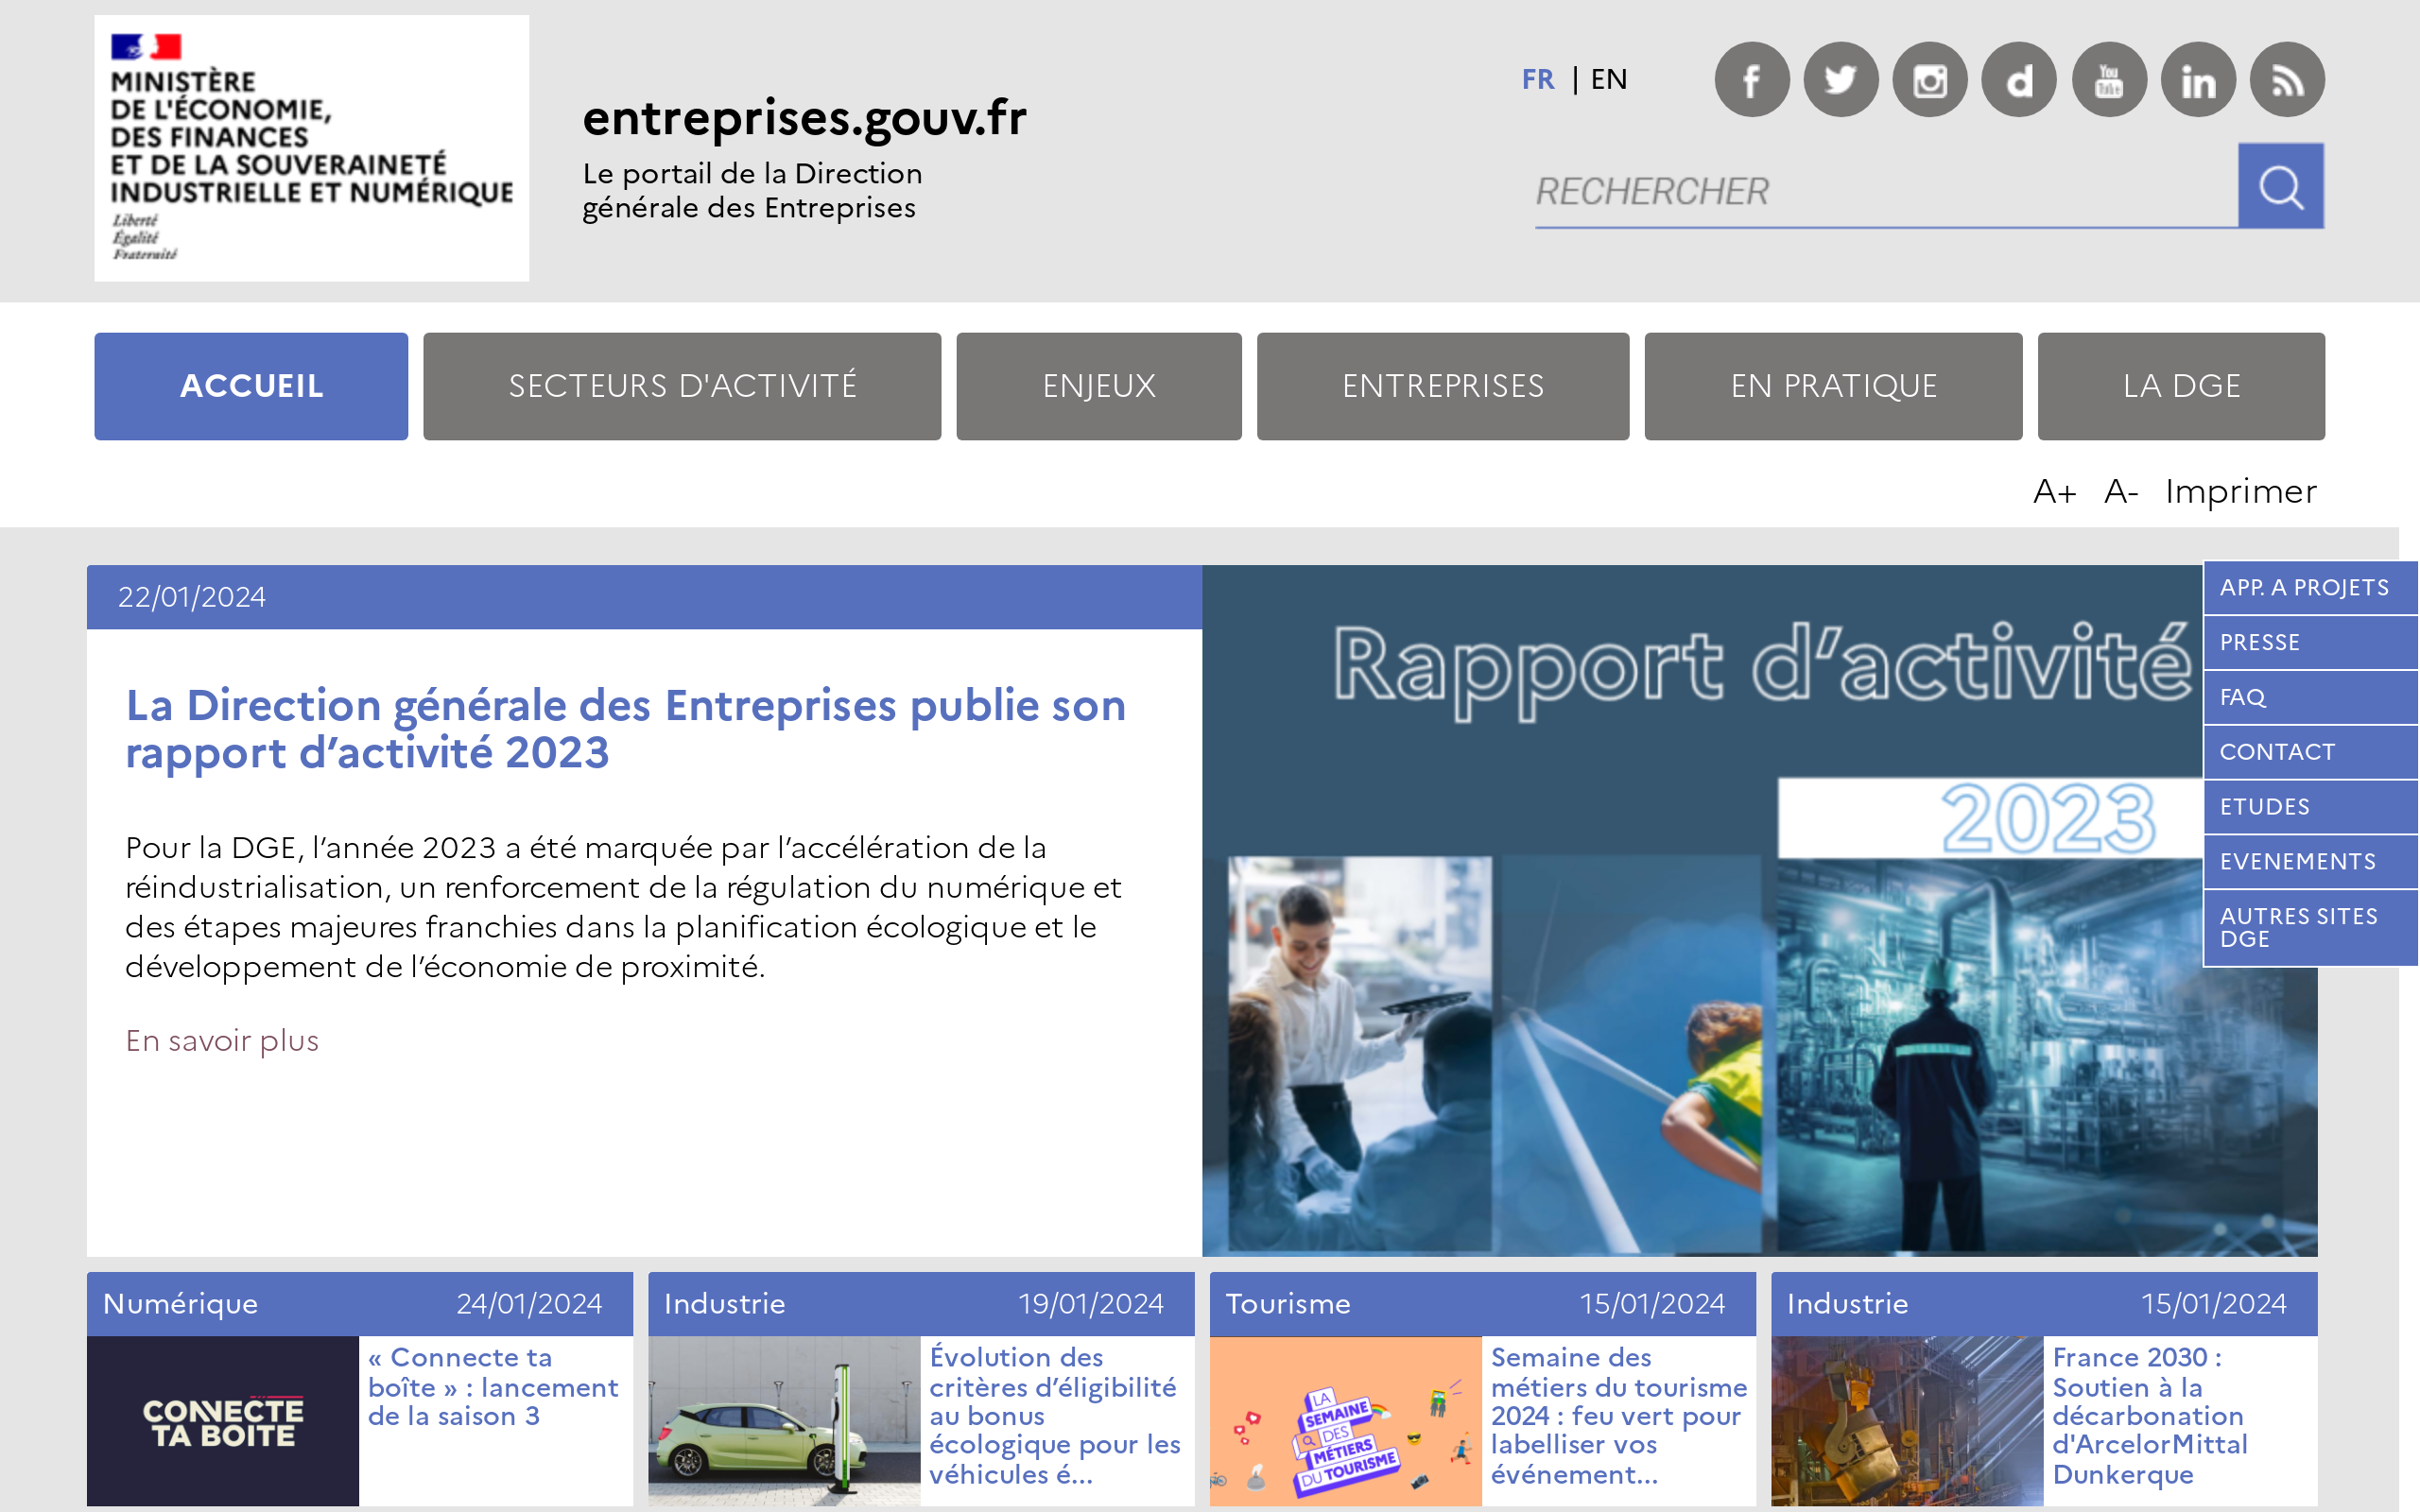 MINISTÈRE
DE L'ÉCONOMIE,
DES FINANCES
ET DE LA SOUVERAINETÉ
INDUSTRIELLE ET NUMÉRIQUE
Liberté
Égalité
Fraternité
entreprises.gouv.fr
Le portail de la Direction
générale des Entreprises
FR | EN
You
Tube
RECHERCHER
ACCUEIL
SECTEURS D'ACTIVITÉ
ENJEUX
ENTREPRISES
EN PRATIQUE
LA DGE
A+ A- Imprimer
22/01/2024
La Direction générale des Entreprises publie son
rapport d’activité 2023
Pour la DGE, l’année 2023 a été marquée par l’accélération de la
réindustrialisation, un renforcement de la régulation du numérique et
des étapes majeures franchies dans la planification écologique et le
développement de l’économie de proximité.
En savoir plus
Rapport d’activité
2023
APP. A PROJETS
PRESSE
FAQ
CONTACT
ETUDES
EVENEMENTS
AUTRES SITES
DGE
Numérique 24/01/2024
CONNECTE
TA BOITE
« Connecte ta
boîte » : lancement
de la saison 3
Industrie 19/01/2024
Évolution des
critères d’éligibilité
au bonus
écologique pour les
véhicules é...
Tourisme 15/01/2024
LA
SEMAINE
DES
MÉTIERS
DU TOURISME
Semaine des
métiers du tourisme
2024 : feu vert pour
labelliser vos
événement...
Industrie 15/01/2024
France 2030 :
Soutien à la
décarbonation
d'ArcelorMittal
Dunkerque